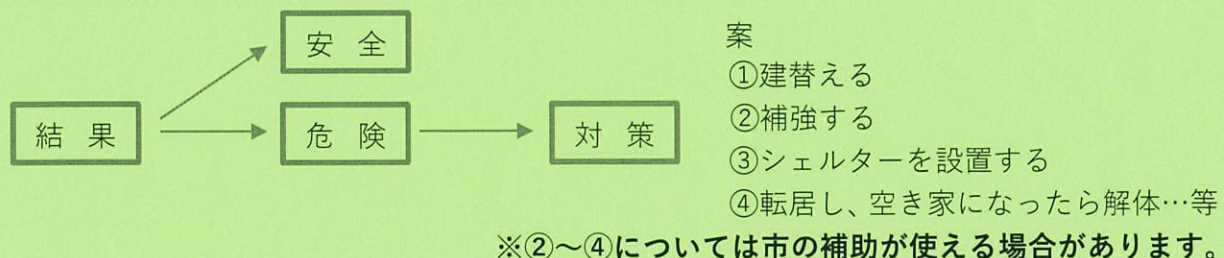 安 全
結 果
危 険
対 策
案
①建替える
②補強する
③シェルターを設置する
④転居し、空き家になったら解体…等
※②～④については市の補助が使える場合があります。